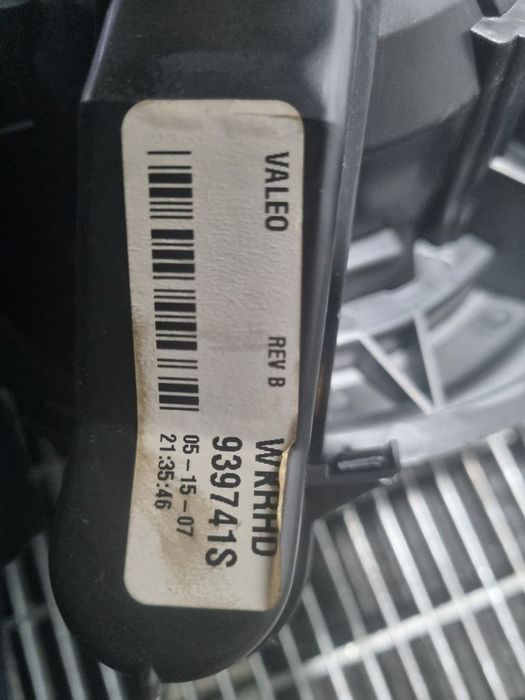 VALEO REV B WKRHD
939741S
05-15-07
21:35:46